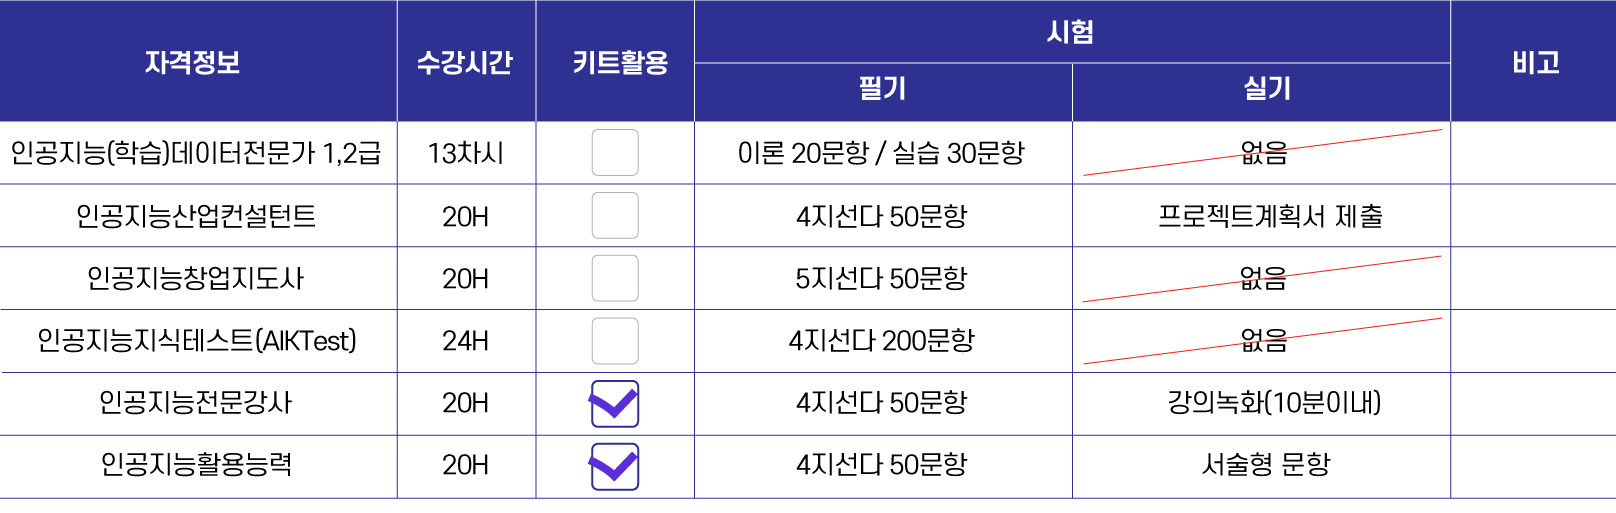 자격정보 수강시간 키트활용 시험 비고
필기 실기
인공지능(학습)데이터전문가 1,2급 13차시 이론 20문항 / 실습 30문항 없음
인공지능산업컨설턴트 20H 4지선다 50문항 프로젝트계획서 제출
인공지능창업지도사 20H 5지선다 50문항 없음
인공지능지식테스트(AIKTest) 24H 4지선다 200문항 없음
인공지능전문강사 20H 4지선다 50문항 강의녹화(10분이내)
인공지능활용능력 20H 4지선다 50문항 서술형 문항